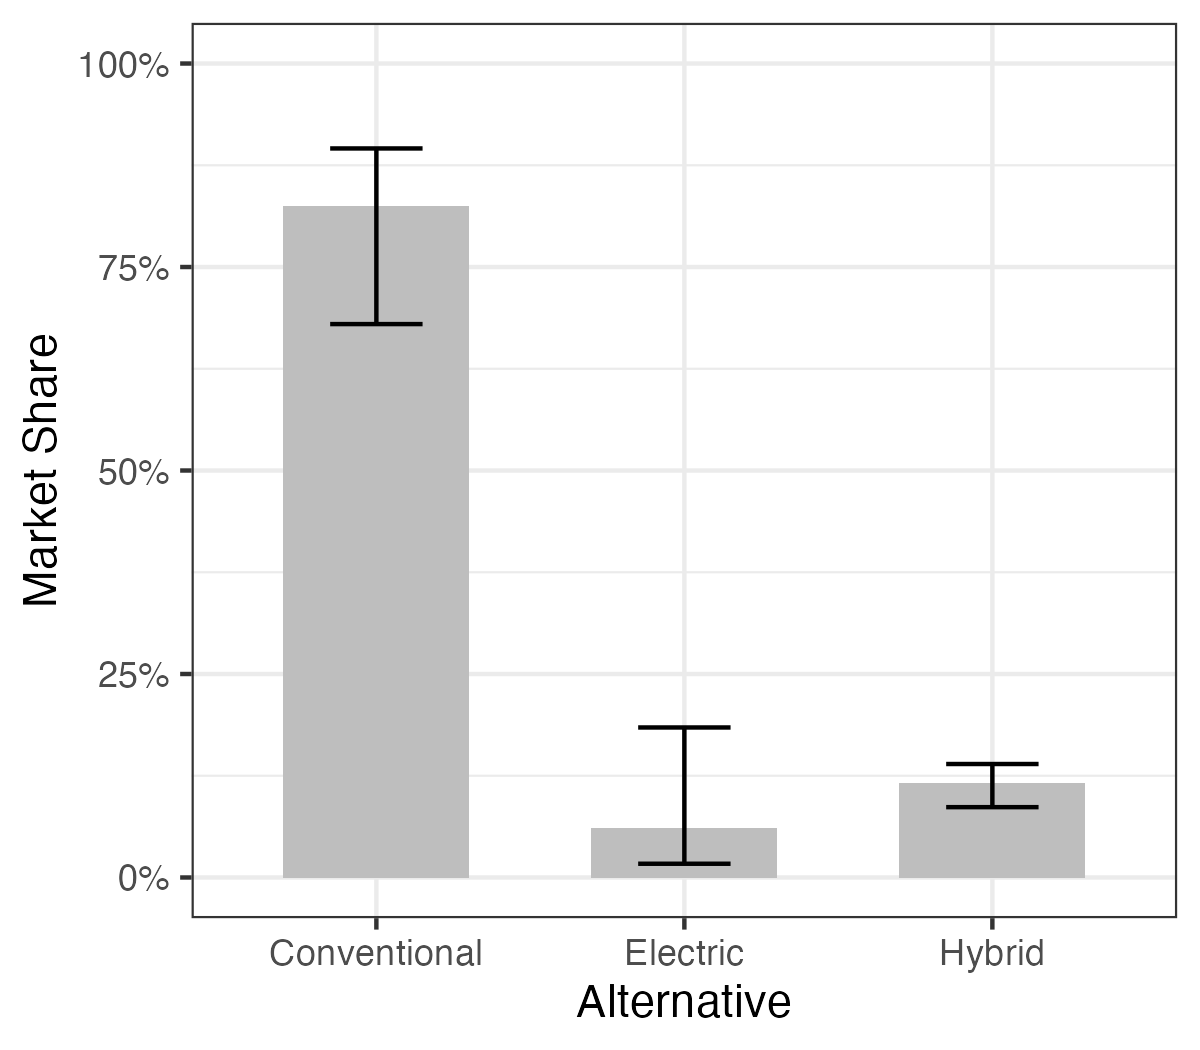 100%
75%
50%
25%
0%
Market Share
Conventional
Electric
Hybrid
Alternative